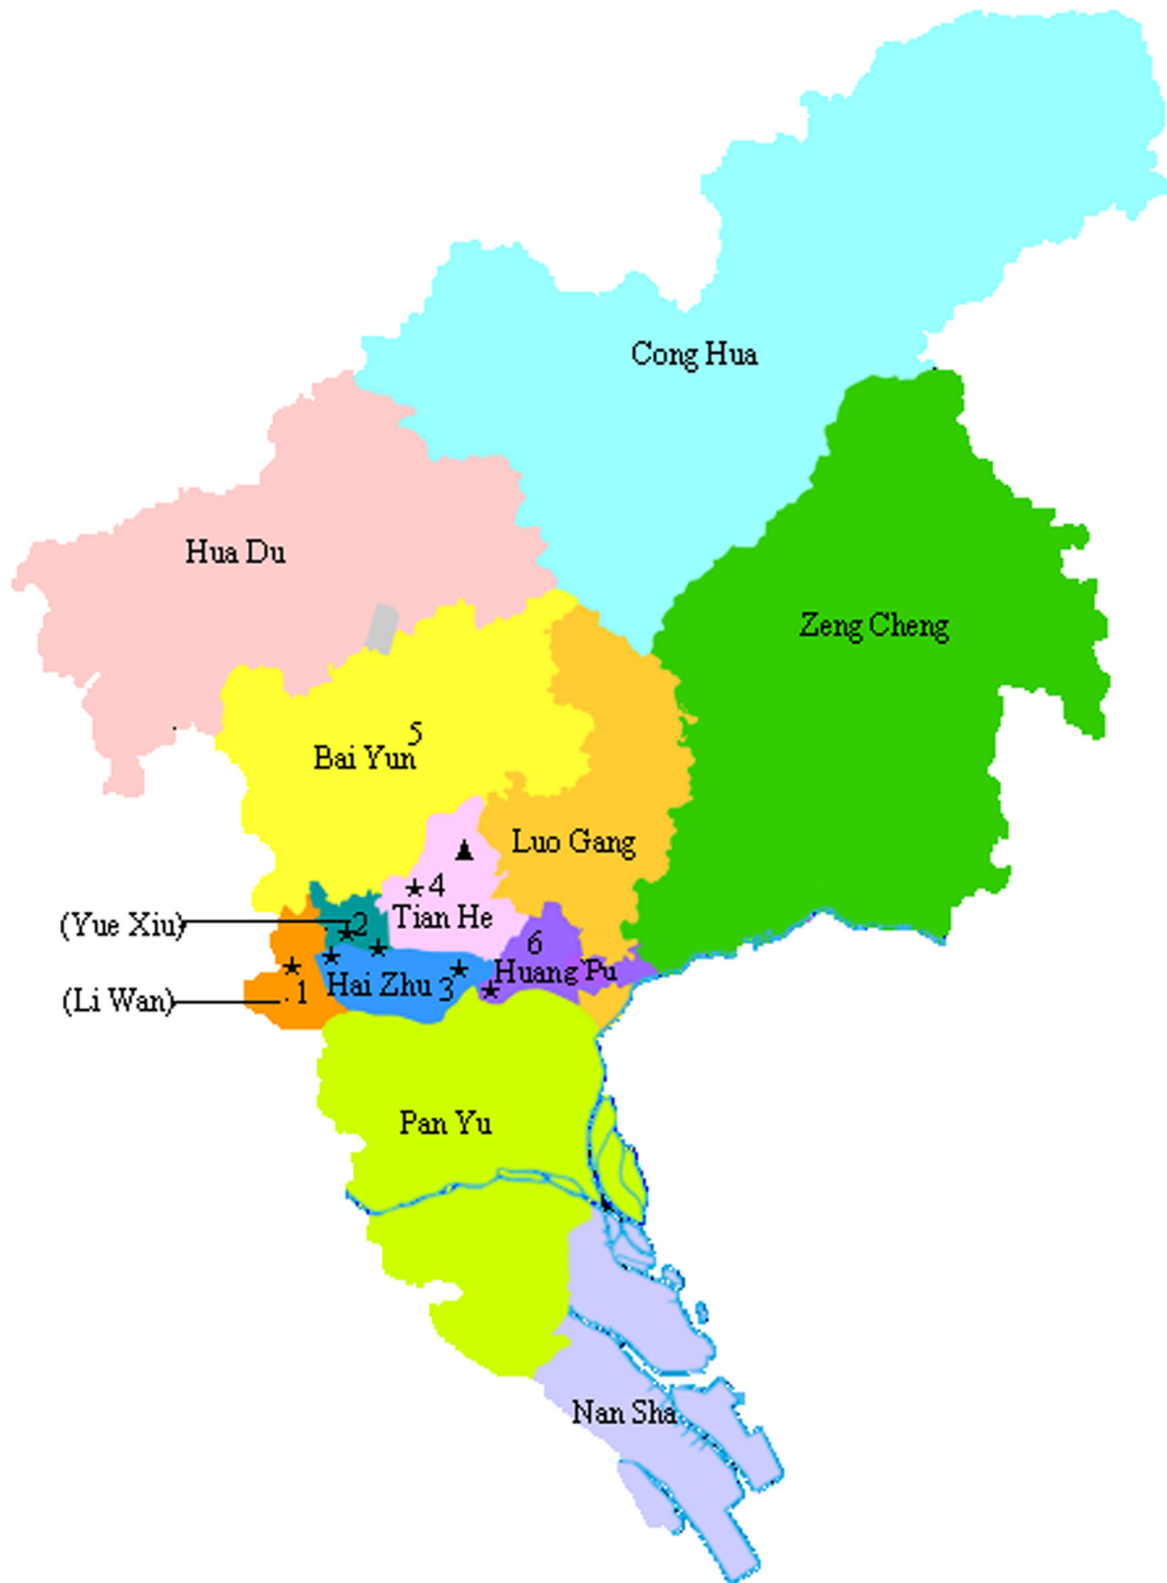 Cong Hua
Hua Du
Zeng Cheng
5
Bai Yun
Luo Gang
4
(Yue Xiu)
2
Tian He
6
Huang Pu
Hai Zhu 3
(Li Wan)
1
Pan Yu
Nan Sha